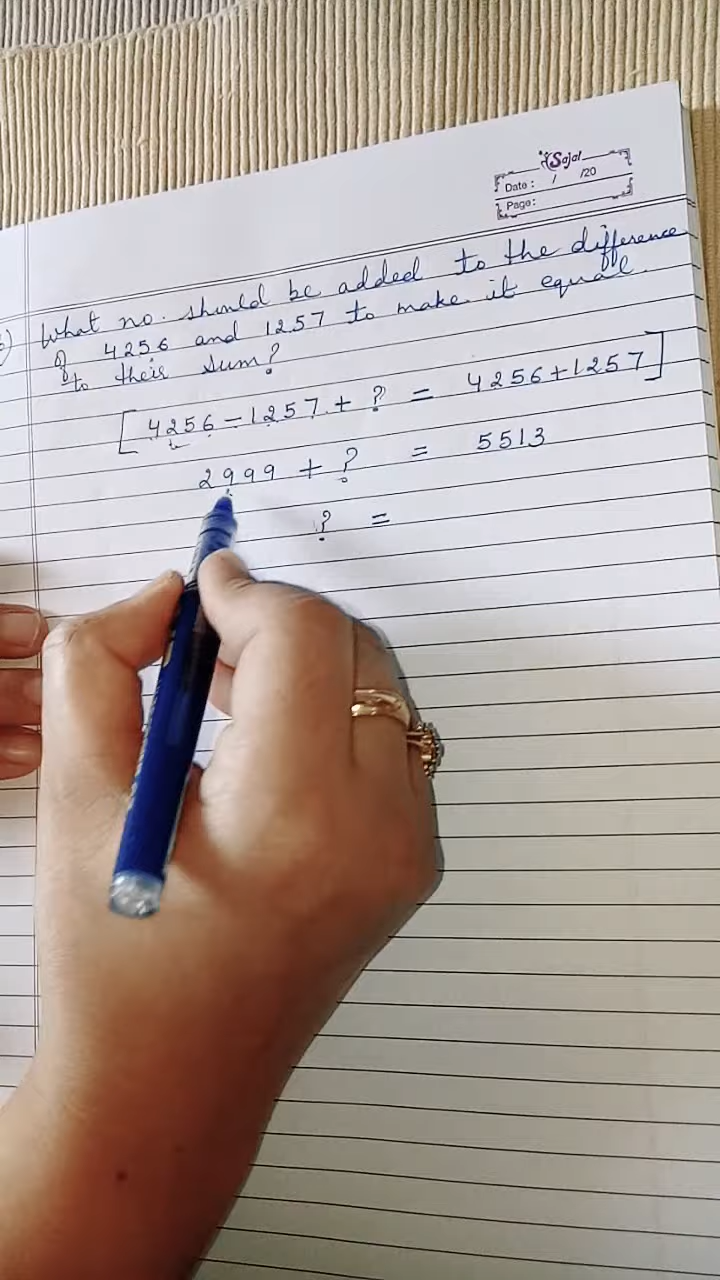 Sajal
Date : / /20
Page:
What no. should be added to the difference
of 4256 and 1257 to make it equal
to their sum?
[4256-1257+? = 4256+1257]
2999 + ? = 5513
? =